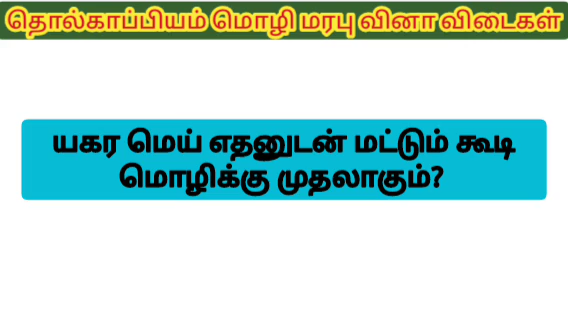 தொல்காப்பியம் மொழி மரபு வினா விடைகள்
யகர மெய் எதனுடன் மட்டும் கூடி
மொழிக்கு முதலாகும்?